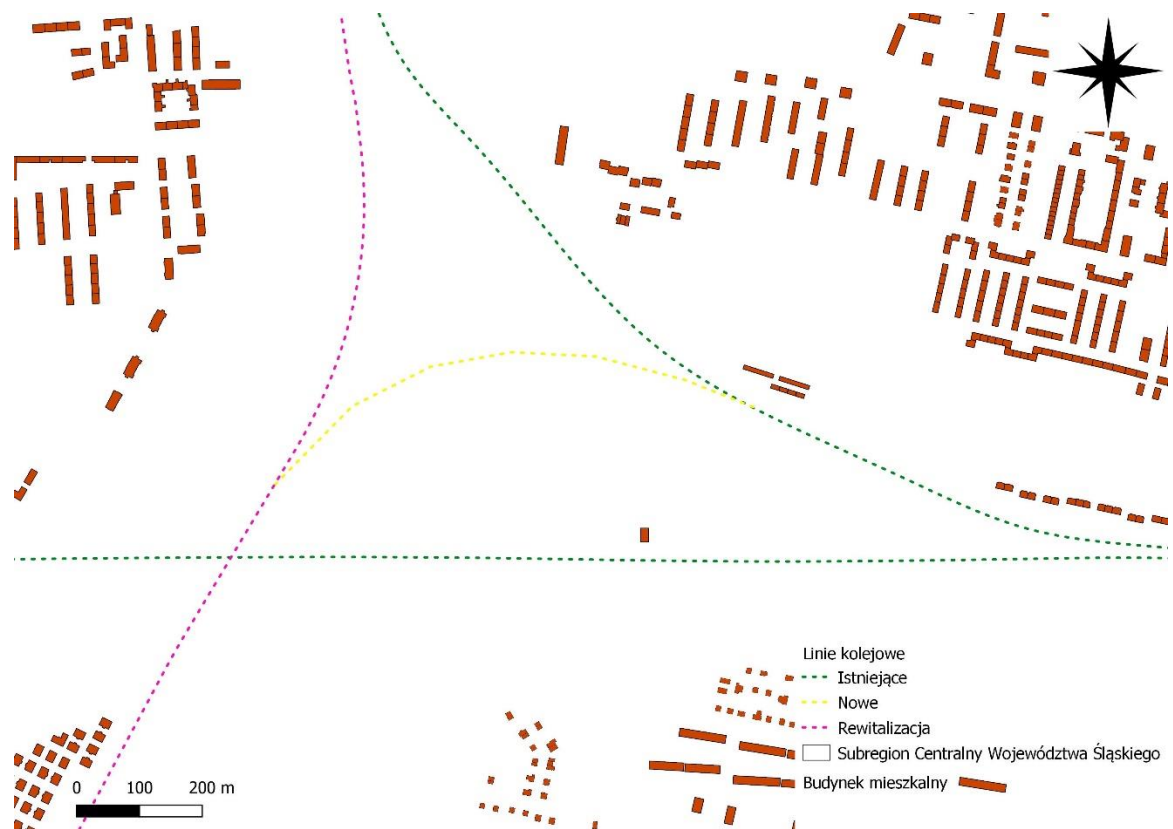 Linie kolejowe
Istniejące
Nowe
Rewitalizacja
Subregion Centralny Województwa Śląskiego
Budynek mieszkalny
0 100 200 m